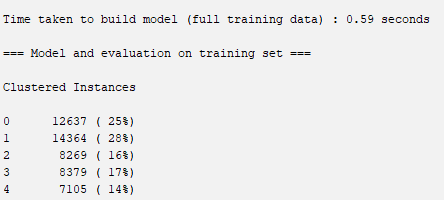 Time taken to build model (full training data) : 0.59 seconds
=== Model and evaluation on training set ===
Clustered Instances
0 12637 ( 25%)
1 14364 ( 28%)
2 8269 ( 16%)
3 8379 ( 17%)
4 7105 ( 14%)